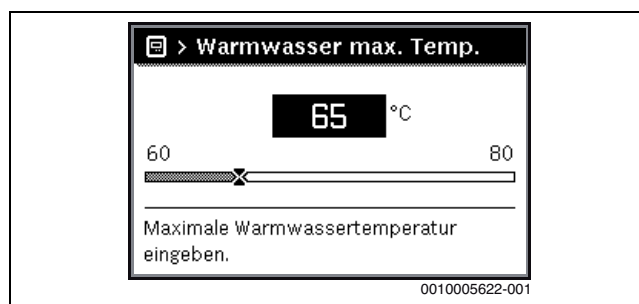 > Warmwasser max. Temp.
65 °C
60 80
Maximale Warmwassertemperatur
eingeben.
0010005622-001